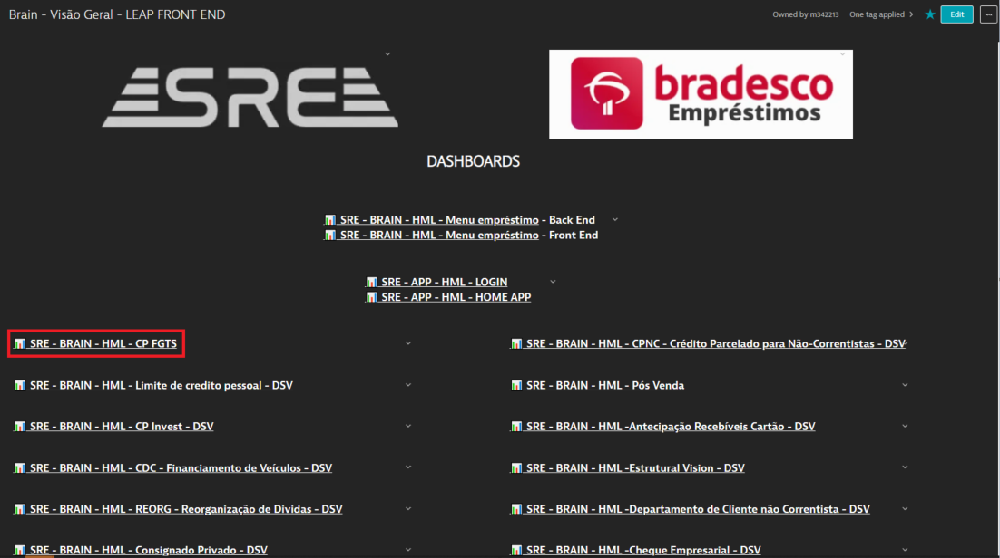 Brain - Visão Geral - LEAP FRONT END
Owned by m342213 One tag applied
Edit
SRE
bradesco
Empréstimos
DASHBOARDS
SRE - BRAIN - HML - Menu empréstimo - Back End
SRE - BRAIN - HML - Menu empréstimo - Front End
SRE - APP - HML - LOGIN
SRE - APP - HML - HOME APP
SRE - BRAIN - HML - CP FGTS
SRE - BRAIN - HML - CPNC - Crédito Parcelado para Não-Correntistas - DSV
SRE - BRAIN - HML - Limite de credito pessoal - DSV
SRE - BRAIN - HML - Pós Venda
SRE - BRAIN - HML - CP Invest - DSV
SRE - BRAIN - HML -Antecipação Recebíveis Cartão - DSV
SRE - BRAIN - HML - CDC - Financiamento de Veículos - DSV
SRE - BRAIN - HML -Estrutural Vision - DSV
SRE - BRAIN - HML - REORG - Reorganização de Dividas - DSV
SRE - BRAIN - HML -Departamento de Cliente não Correntista - DSV
SRE - BRAIN - HML - Consignado Privado - DSV
SRE - BRAIN - HML -Cheque Empresarial - DSV